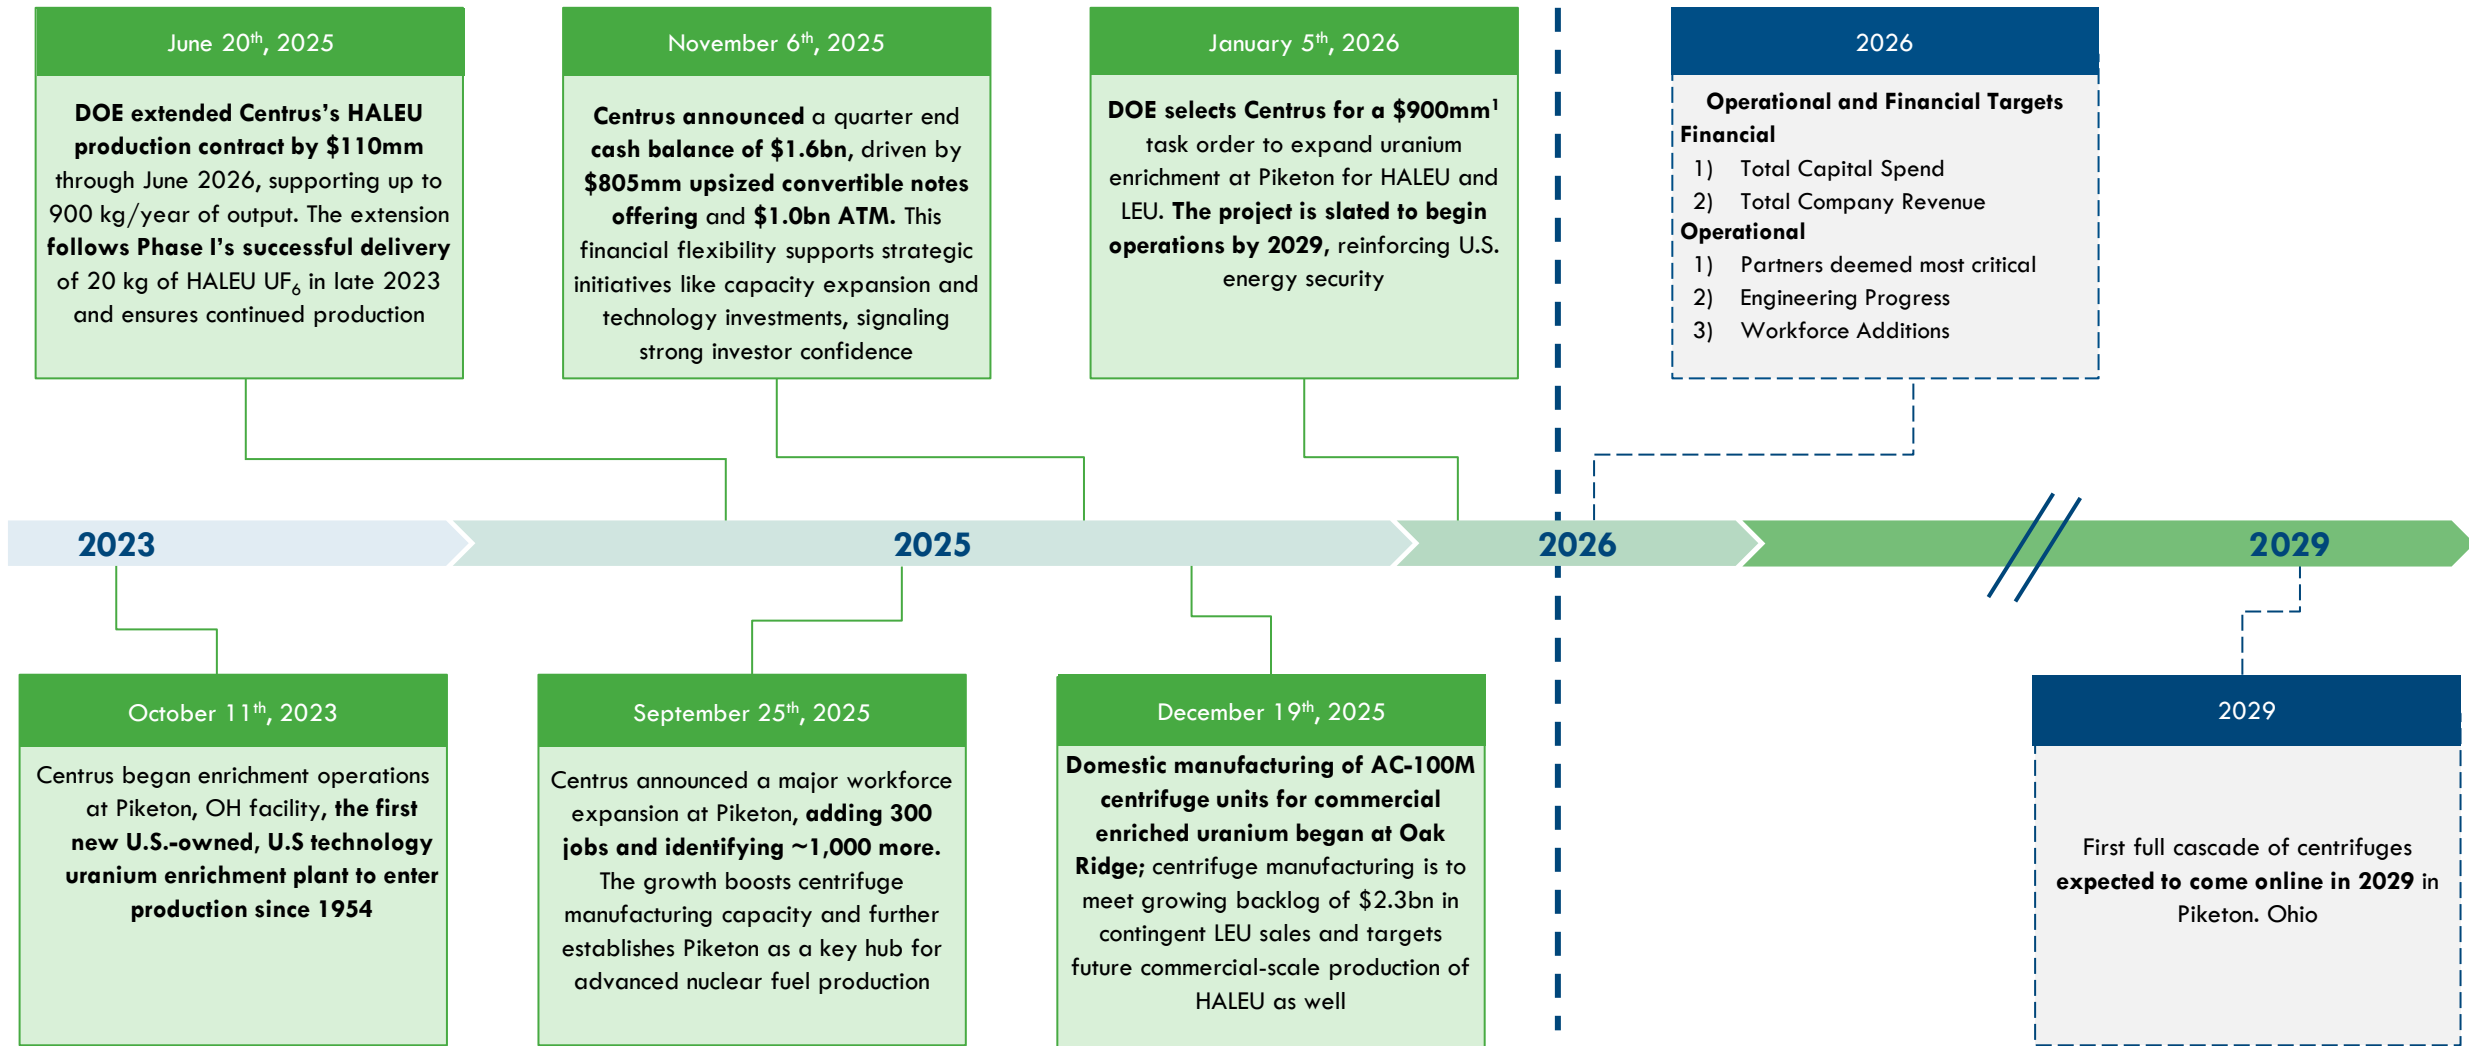 June 20th, 2025
DOE extended Centrus’s HALEU
production contract by $110mm
through June 2026, supporting up to
900 kg/year of output. The extension
follows Phase I’s successful delivery
of 20 kg of HALEU UF6 in late 2023
and ensures continued production
November 6th, 2025
Centrus announced a quarter end
cash balance of $1.6bn, driven by
$805mm upsized convertible notes
offering and $1.0bn ATM. This
financial flexibility supports strategic
initiatives like capacity expansion and
technology investments, signaling
strong investor confidence
January 5th, 2026
DOE selects Centrus for a $900mm1
task order to expand uranium
enrichment at Piketon for HALEU and
LEU. The project is slated to begin
operations by 2029, reinforcing U.S.
energy security
2026
Operational and Financial Targets
Financial
1) Total Capital Spend
2) Total Company Revenue
Operational
1) Partners deemed most critical
2) Engineering Progress
3) Workforce Additions
2023
2025
2026
2029
October 11th, 2023
Centrus began enrichment operations
at Piketon, OH facility, the first
new U.S.-owned, U.S technology
uranium enrichment plant to enter
production since 1954
September 25th, 2025
Centrus announced a major workforce
expansion at Piketon, adding 300
jobs and identifying ~1,000 more.
The growth boosts centrifuge
manufacturing capacity and further
establishes Piketon as a key hub for
advanced nuclear fuel production
December 19th, 2025
Domestic manufacturing of AC-100M
centrifuge units for commercial
enriched uranium began at Oak
Ridge; centrifuge manufacturing is to
meet growing backlog of $2.3bn in
contingent LEU sales and targets
future commercial-scale production of
HALEU as well
2029
First full cascade of centrifuges
expected to come online in 2029 in
Piketon. Ohio